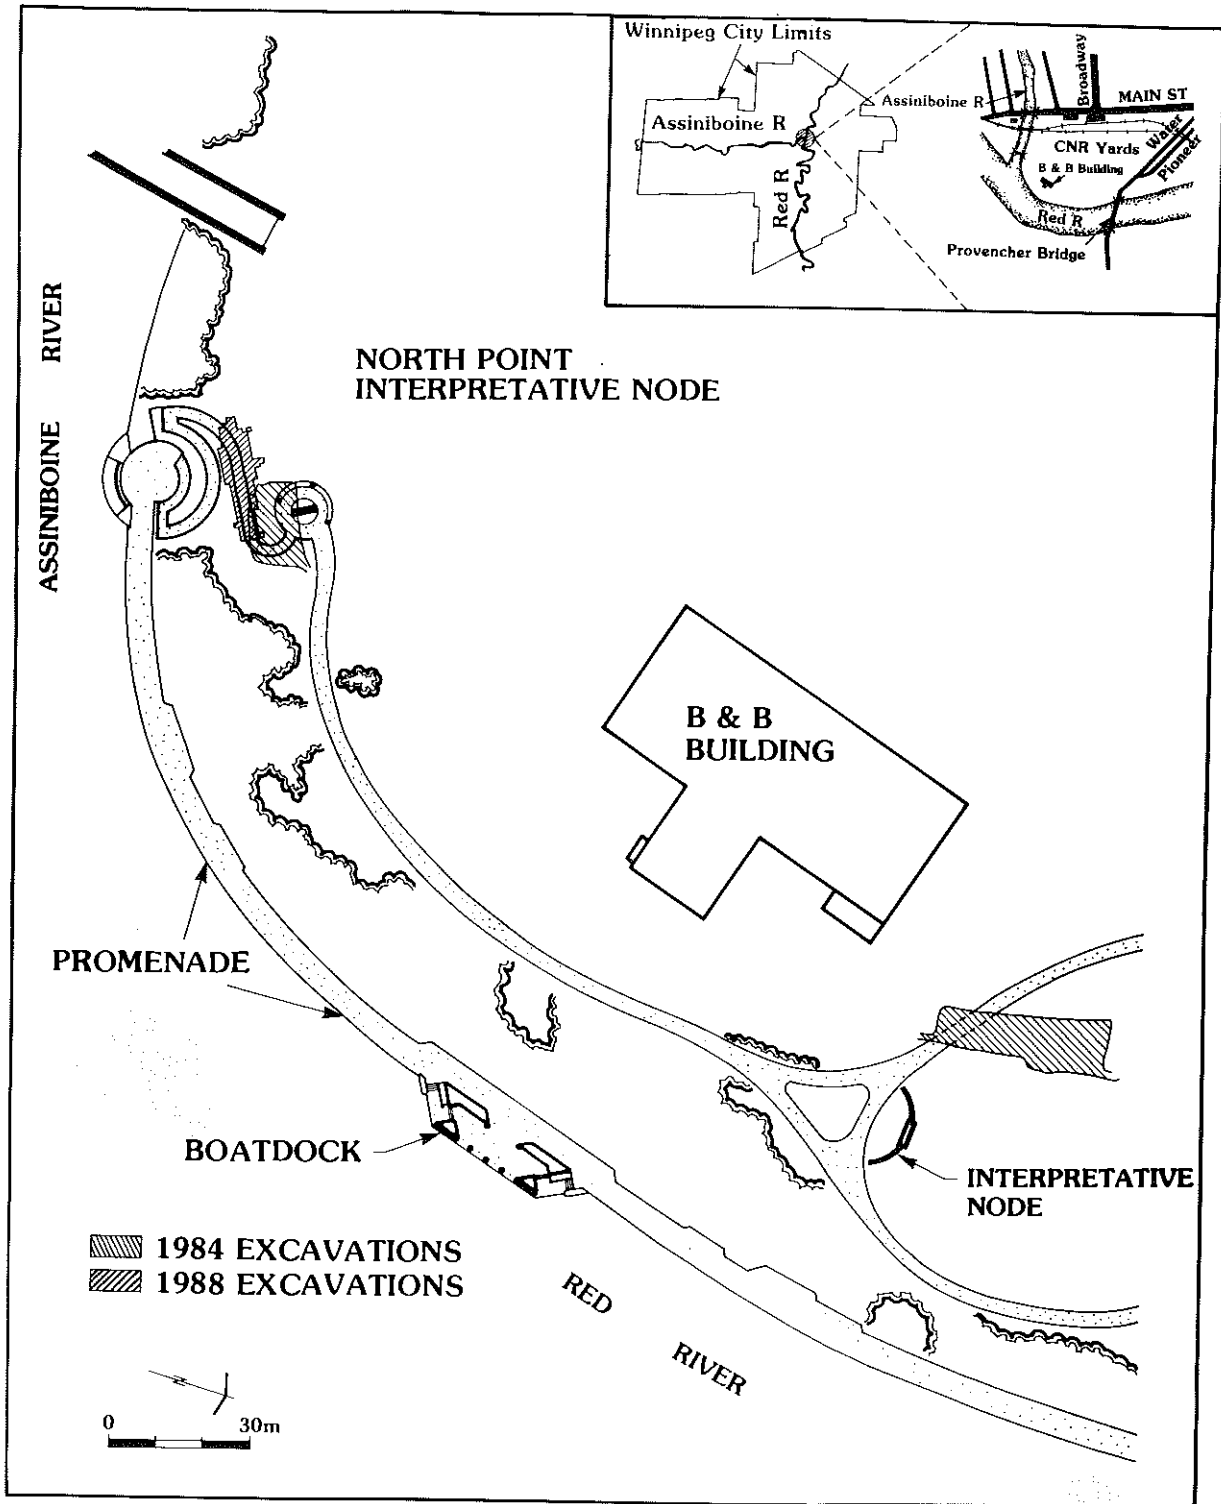 Winnipeg City Limits
Assiniboine R
Red R
Assiniboine R
Broadway
MAIN ST
CNR Yards
Water
Pioneer
B & B Building
Red R
Provencher Bridge
ASSINIBOINE RIVER
NORTH POINT
INTERPRETATIVE NODE
B & B
BUILDING
PROMENADE
BOATDOCK
INTERPRETATIVE
NODE
1984 EXCAVATIONS
1988 EXCAVATIONS
RED
RIVER
N
0 30m